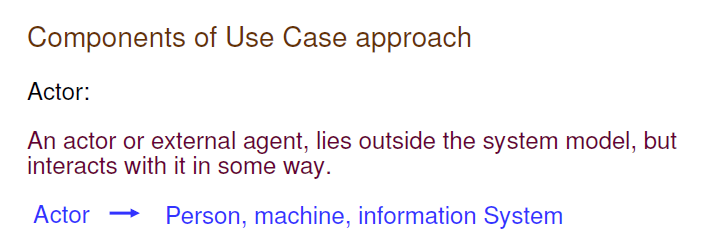 Components of Use Case approach
Actor:
An actor or external agent, lies outside the system model, but
interacts with it in some way.
Actor → Person, machine, information System